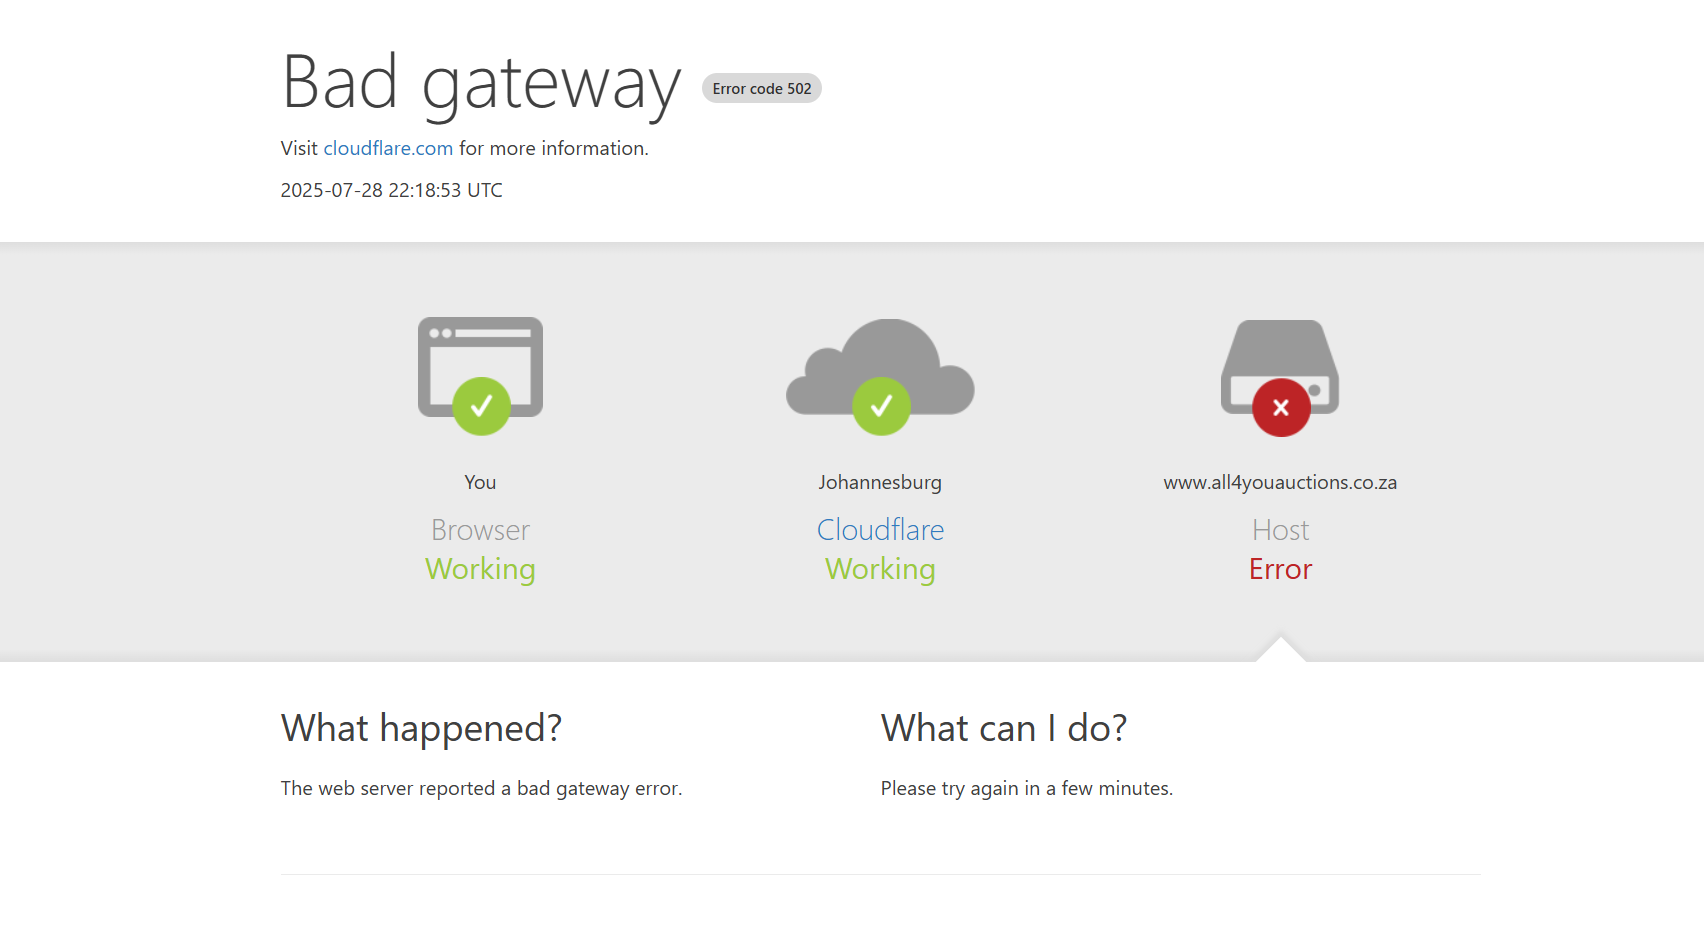 Bad gateway Error code 502
Visit cloudflare.com for more information.
2025-07-28 22:18:53 UTC
You
Browser
Working
Johannesburg
Cloudflare
Working
www.all4youauctions.co.za
Host
Error
What happened?
The web server reported a bad gateway error.
What can I do?
Please try again in a few minutes.